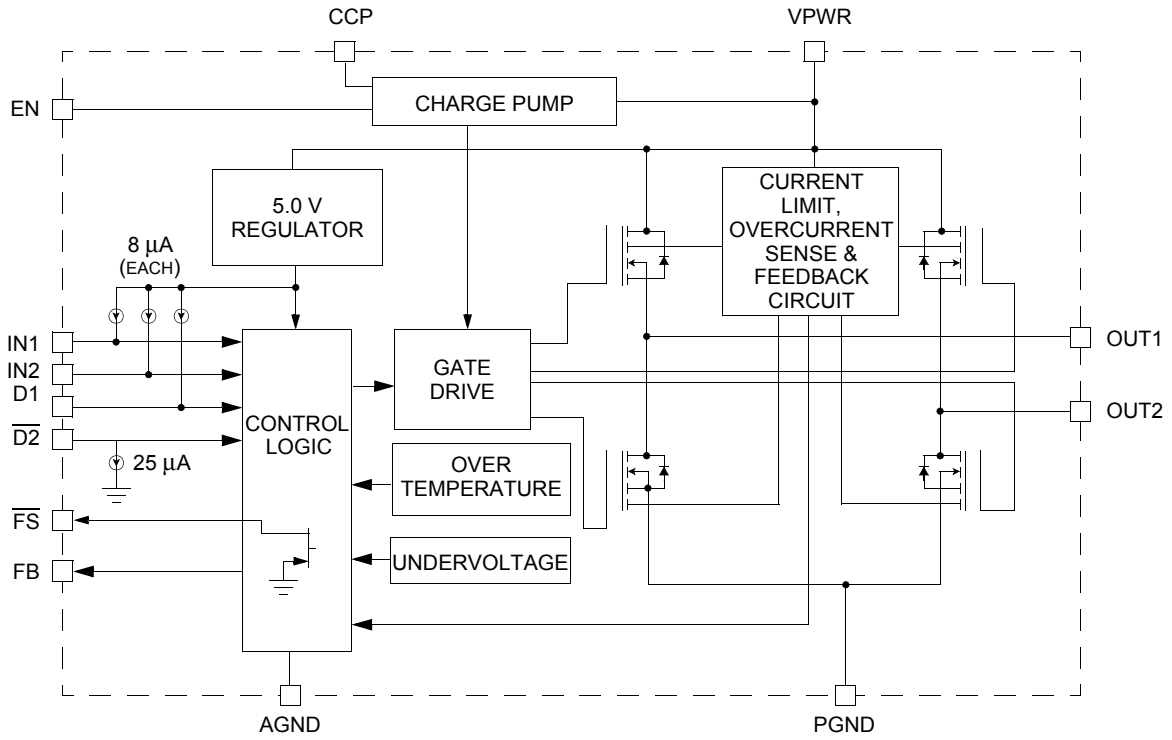 CCP
VPWR
EN
CHARGE PUMP
5.0 V
REGULATOR
CURRENT
LIMIT,
OVERCURRENT
SENSE &
FEEDBACK
CIRCUIT
8 µA
(EACH)
IN1
IN2
D1
D2
25 µA
FS
FB
CONTROL
LOGIC
GATE
DRIVE
OVER
TEMPERATURE
UNDERVOLTAGE
OUT1
OUT2
AGND
PGND